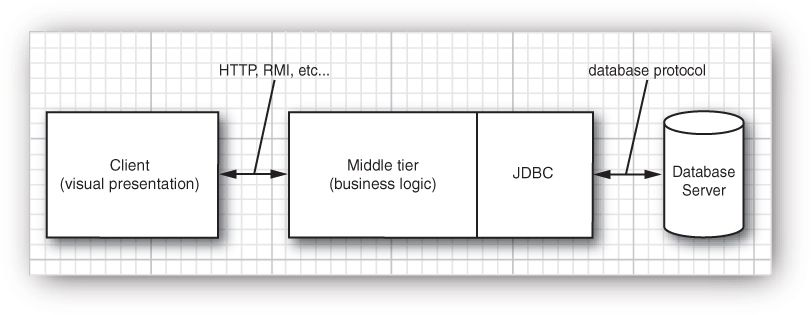 HTTP, RMI, etc...
database protocol
Client
(visual presentation)
Middle tier
(business logic)
JDBC
Database
Server